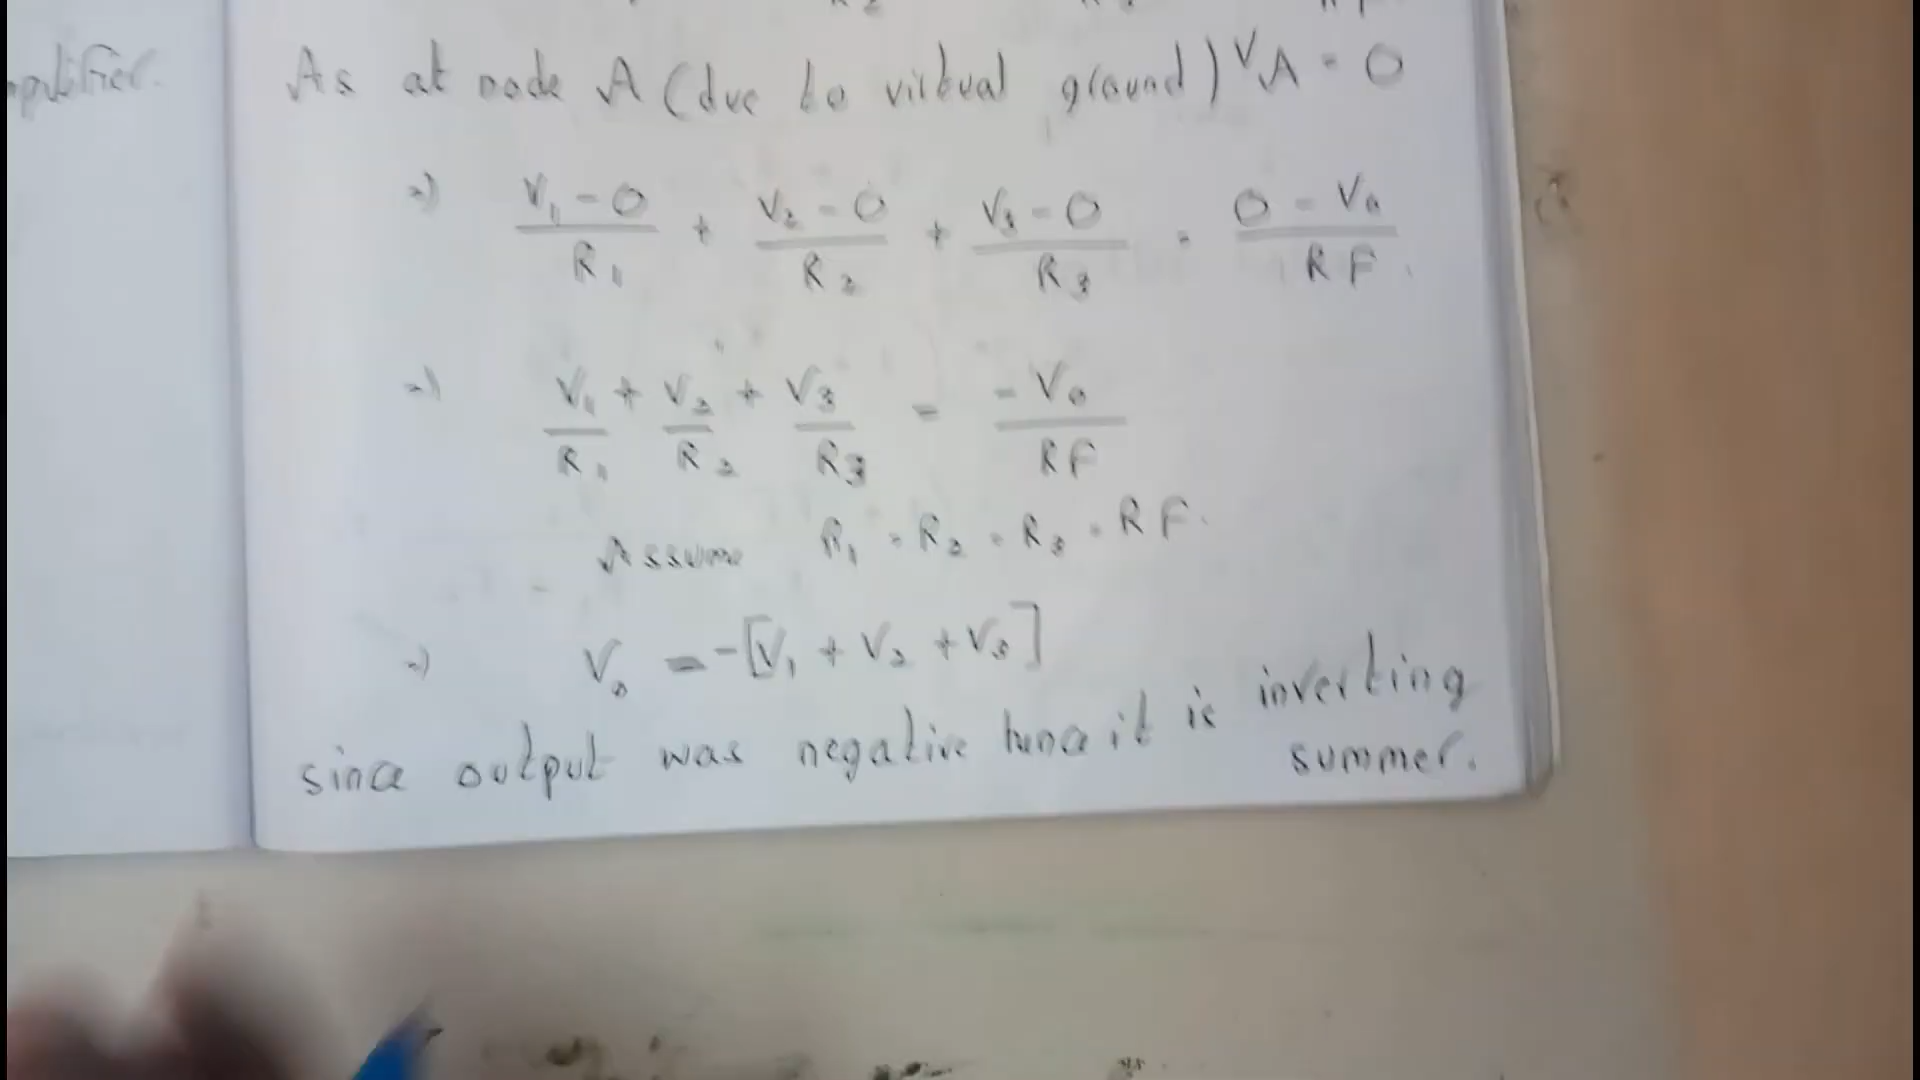 mplifier.
As at node A (due to virtual ground) VA = 0
=) V1 - 0 / R1 + V2 - 0 / R2 + V3 - 0 / R3 = 0 - V0 / RF.
=) V1 / R1 + V2 / R2 + V3 / R3 = - V0 / RF
Assume R1 = R2 = R3 = RF.
=) V0 = -[V1 + V2 + V3]
since output was negative hence it is inverting
summer.